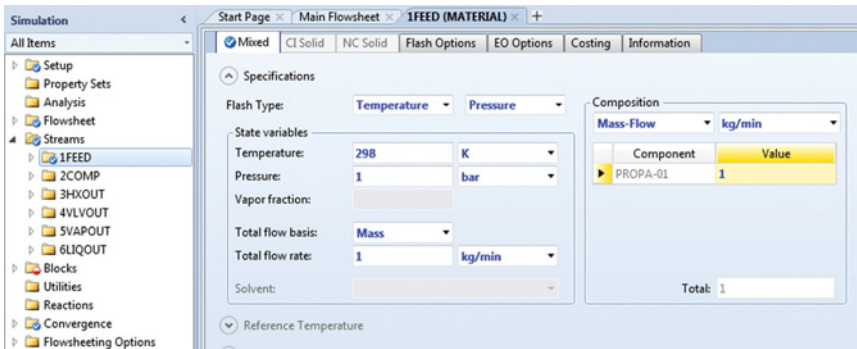 Simulation
All Items
Setup
Property Sets
Analysis
Flowsheet
Streams
1FEED
2COMP
3HXOUT
4VLVOUT
5VAPOUT
6LIQOUT
Blocks
Utilities
Reactions
Convergence
Flowsheeting Options
Start Page Main Flowsheet 1FEED (MATERIAL)
Mixed CI Solid NC Solid Flash Options EO Options Costing Information
Specifications
Flash Type: Temperature Pressure
State variables
Temperature: 298 K
Pressure: 1 bar
Vapor fraction:
Total flow basis: Mass
Total flow rate: 1 kg/min
Solvent:
Reference Temperature
Composition
Mass-Flow kg/min
Component Value
PROPA-01 1
Total: 1